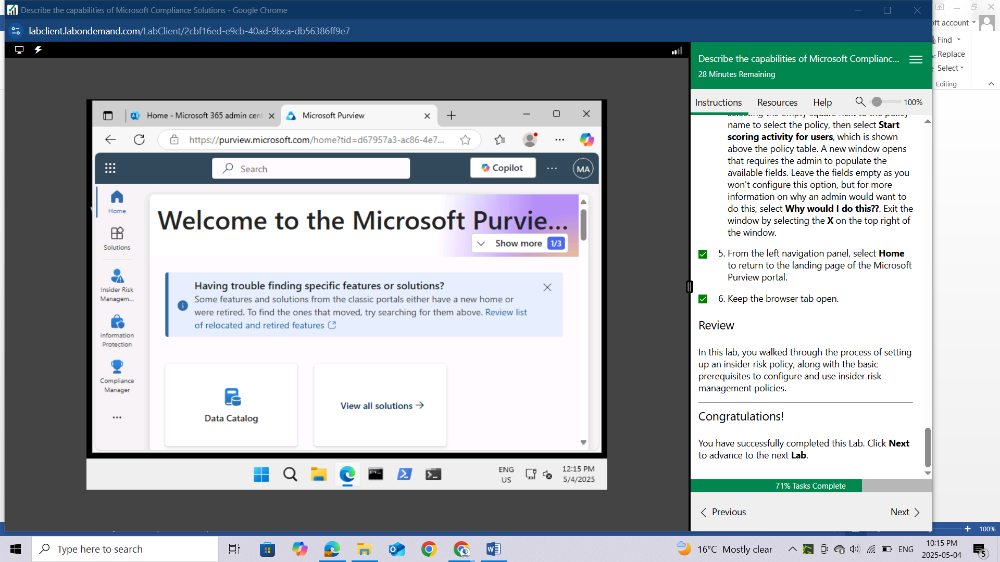 Describe the capabilities of Microsoft Compliance Solutions - Google Chrome
labclient.labondemand.com/LabClient/2cbf16ed-e9cb-40ad-9bca-db56386ff9e7
Home - Microsoft 365 admin cent
Microsoft Purview
https://purview.microsoft.com/home?tid=d67957a3-ac86-4e7...
Search
Copilot
MA
Home
Solutions
Insider Risk
Managem...
Information
Protection
Compliance
Manager
Welcome to the Microsoft Purvie...
Show more 1/3
Having trouble finding specific features or solutions?
Some features and solutions from the classic portals either have a new home or
were retired. To find the ones that moved, try searching for them above. Review list
of relocated and retired features
Data Catalog
View all solutions
ENG
US
12:15 PM
5/4/2025
Describe the capabilities of Microsoft Complianc...
28 Minutes Remaining
Instructions
Resources
Help
100%
selecting the empty square next to the policy
name to select the policy, then select Start
scoring activity for users, which is shown
above the policy table. A new window opens
that requires the admin to populate the
available fields. Leave the fields empty as you
won't configure this option, but for more
information on why an admin would want to
do this, select Why would I do this??. Exit the
window by selecting the X on the top right of
the window.
5. From the left navigation panel, select Home
to return to the landing page of the Microsoft
Purview portal.
6. Keep the browser tab open.
Review
In this lab, you walked through the process of setting
up an insider risk policy, along with the basic
prerequisites to configure and use insider risk
management policies.
Congratulations!
You have successfully completed this Lab. Click Next
to advance to the next Lab.
71% Tasks Complete
Previous
Next
account
Find
Replace
Select
Editing
100%
Type here to search
16°C Mostly clear
ENG
10:15 PM
2025-05-04
5